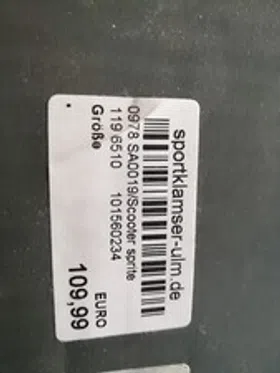 sportklamser-ulm.de
0978 SA0019/Scooter sprite
119 6510 101560234
Größe
EURO
109,99